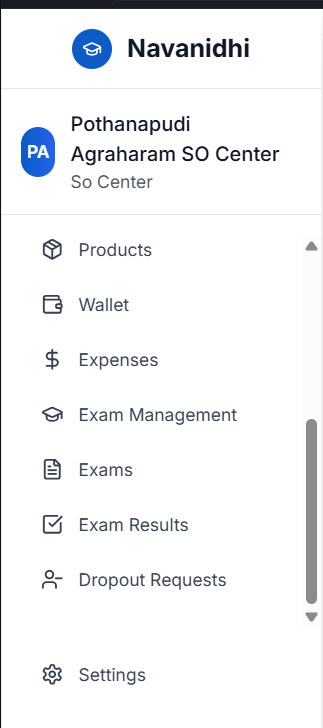 Navanidhi
PA
Pothanapudi
Agraharam SO Center
So Center
Products
Wallet
Expenses
Exam Management
Exams
Exam Results
Dropout Requests
Settings